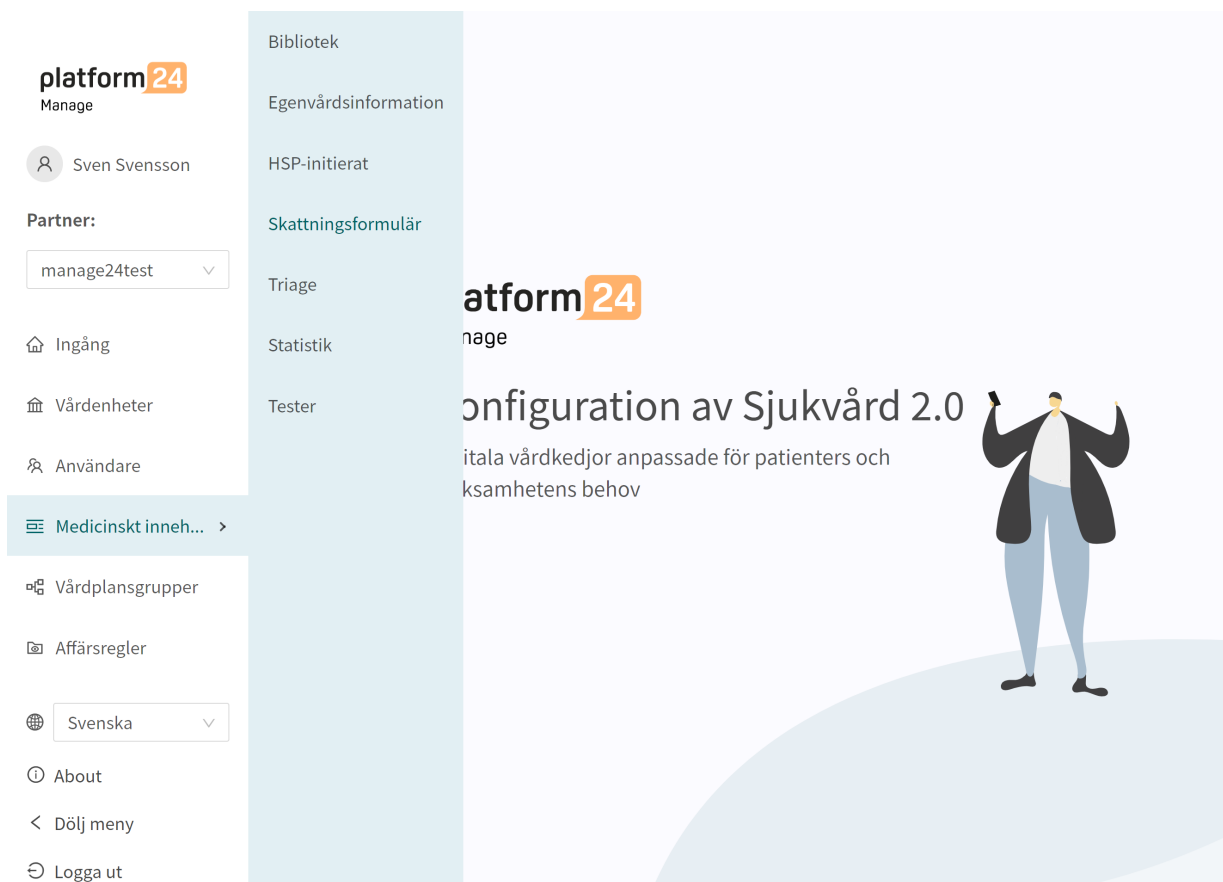 platform24
Manage
Sven Svensson
Partner:
manage24test
Ingång
Vårdenheter
Användare
Medicinskt inneh...
Vårdplansgrupper
Affärsregler
Svenska
About
Dölj meny
Logga ut
Bibliotek
Egenvårdsinformation
HSP-initierat
Skattningsformulär
Triage
Statistik
Tester
atform24
nage
onfiguration av Sjukvård 2.0
itala vårdkedjor anpassade för patienters och
ksamhetens behov